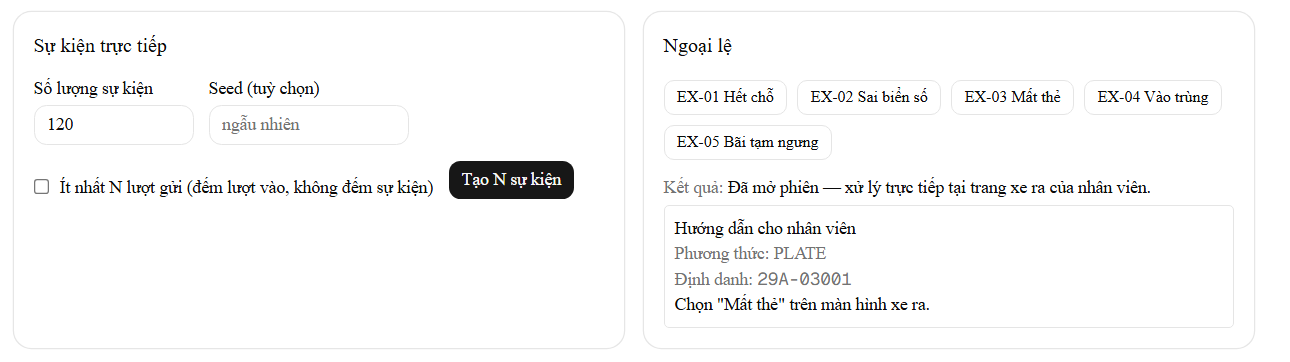 Sự kiện trực tiếp
Số lượng sự kiện
Seed (tuỳ chọn)
120
ngẫu nhiên
Ít nhất N lượt gửi (đếm lượt vào, không đếm sự kiện)
Tạo N sự kiện
Ngoại lệ
EX-01 Hết chỗ
EX-02 Sai biển số
EX-03 Mất thẻ
EX-04 Vào trùng
EX-05 Bãi tạm ngưng
Kết quả: Đã mở phiên — xử lý trực tiếp tại trang xe ra của nhân viên.
Hướng dẫn cho nhân viên
Phương thức: PLATE
Định danh: 29A-03001
Chọn "Mất thẻ" trên màn hình xe ra.